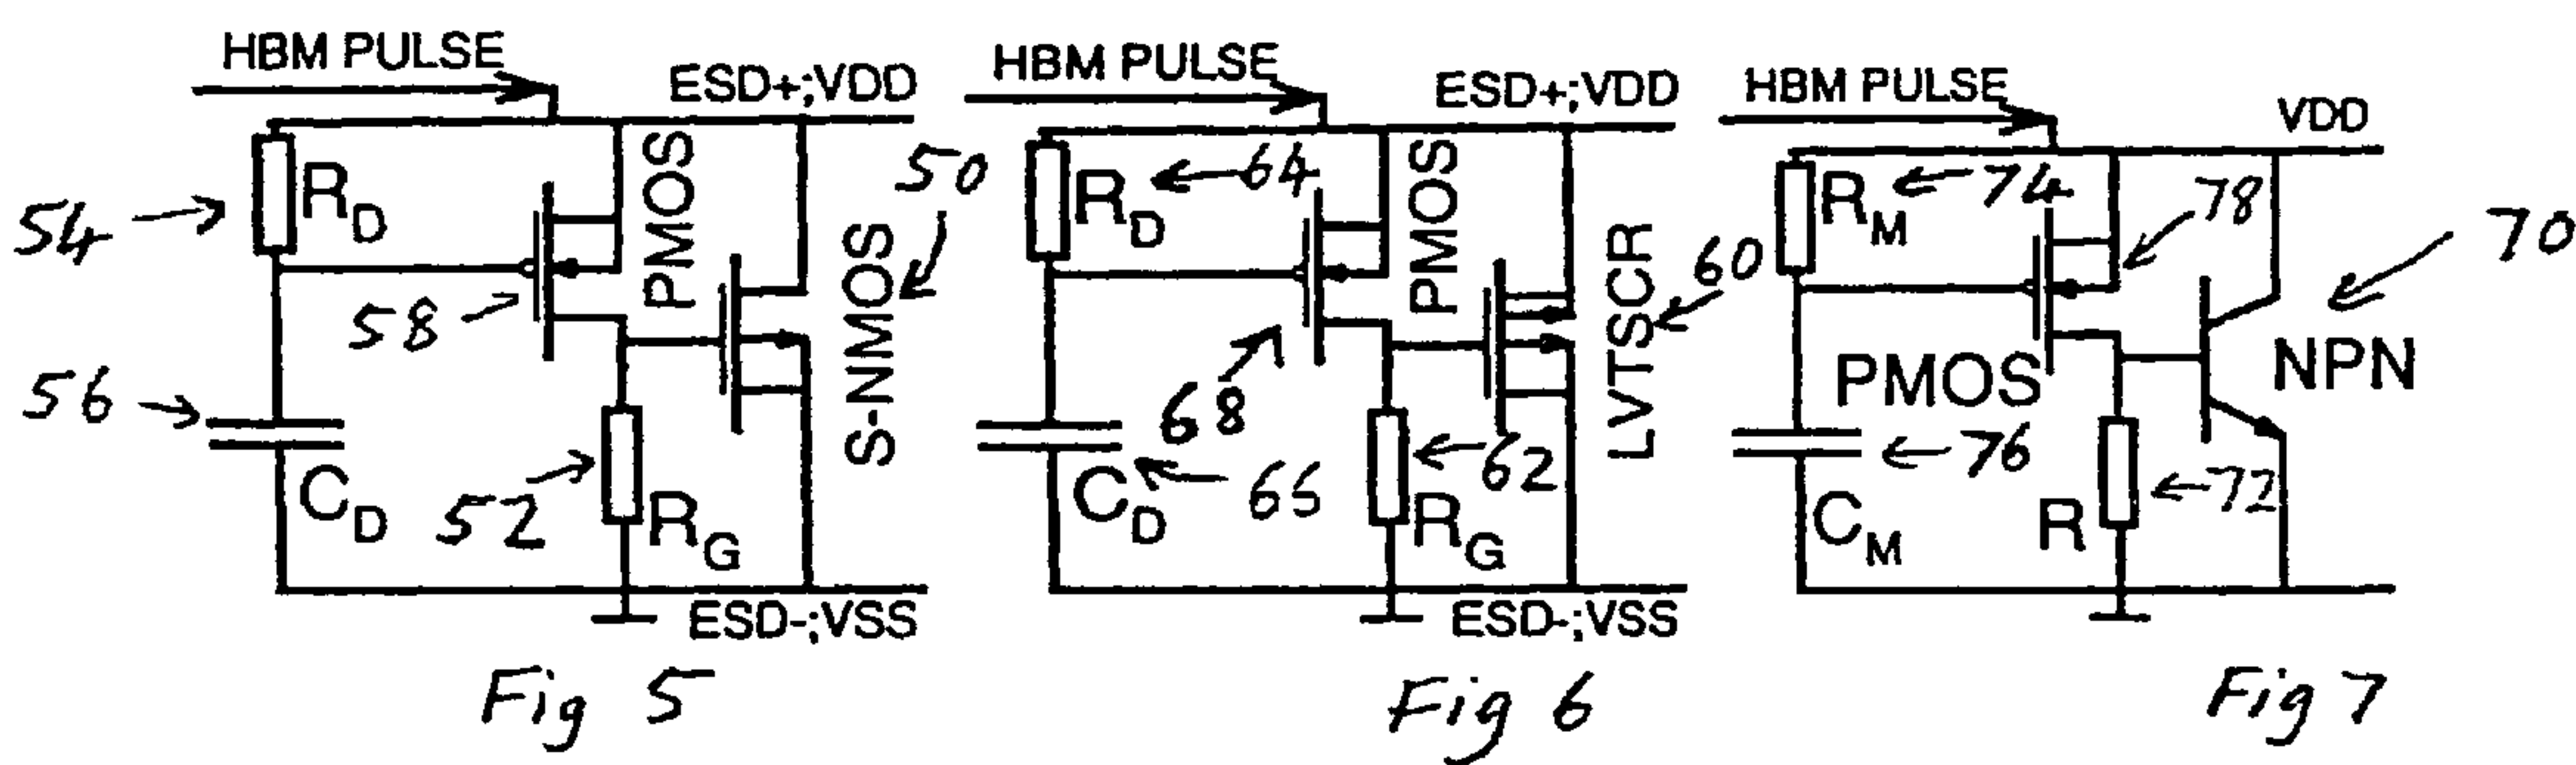 HBM PULSE
ESD+;VDD
54
R_D
PMOS
50
58
S-NMOS
56
C_D
52
R_G
ESD-;VSS
Fig 5
HBM PULSE
ESD+;VDD
R_D
64
PMOS
LVTSCR
60
68
C_D
66
62
R_G
ESD-;VSS
Fig 6
HBM PULSE
VDD
R_M
74
78
70
PMOS
NPN
76
C_M
R
72
Fig 7